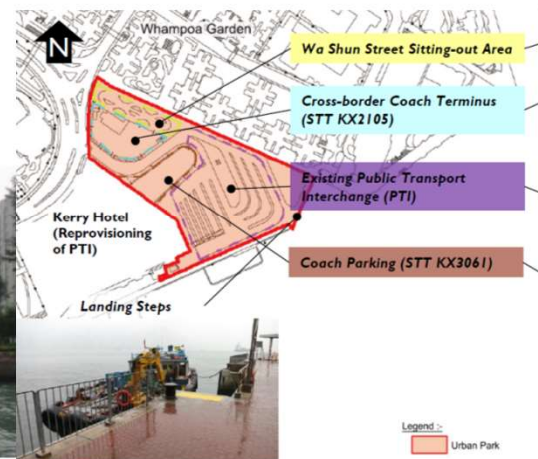 N
Whampoa Garden
Wa Shun Street Sitting-out Area
Cross-border Coach Terminus
(STT KX2105)
Existing Public Transport
Interchange (PTI)
Kerry Hotel
(Reprovisioning
of PTI)
Coach Parking (STT KX3061)
Landing Steps
Legend :-
Urban Park